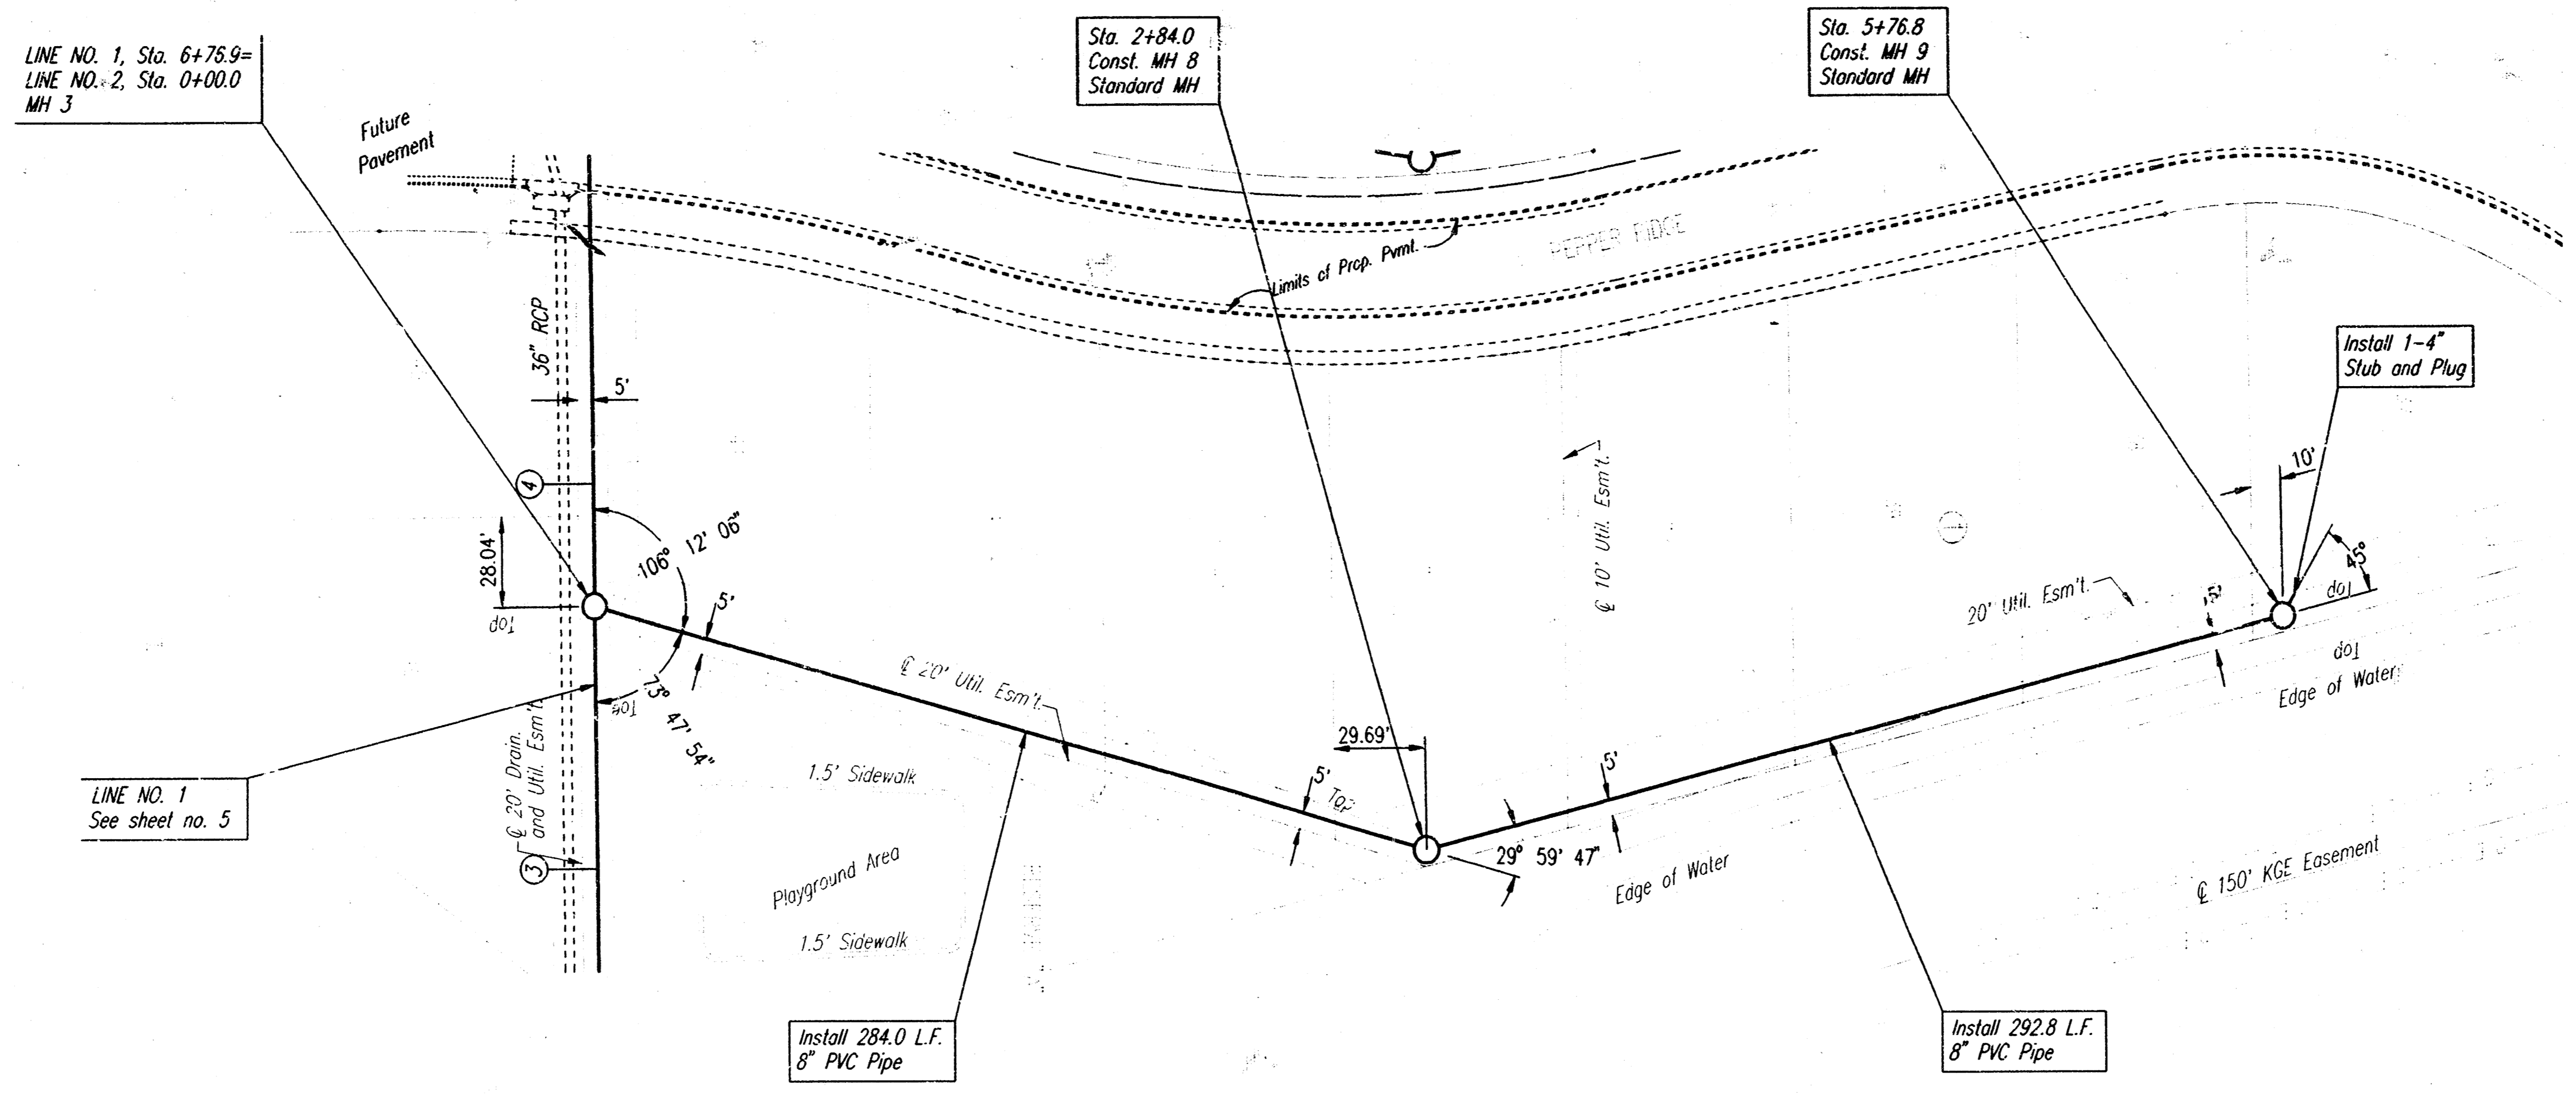 LINE NO. 1, Sta. 6+75.9=
LINE NO. 2, Sta. 0+00.0
MH 3
Sta. 2+84.0
Const. MH 8
Standard MH
Sta. 5+76.8
Const. MH 9
Standard MH
Future
Pavement
Limits of Prop. Pvmt.
PEPPER RIDGE
36" RCP
5'
Install 1-4"
Stub and Plug
4
28.04'
Top
106° 12' 06"
5'
73° 47' 54"
Top
℄ 20' Util. Esm't.
℄ 10' Util. Esm't.
20' Util. Esm't.
10'
45°
Top
5'
Top
Edge of Water
LINE NO. 1
See sheet no. 5
℄ 20' Drain.
and Util. Esm't.
3
1.5' Sidewalk
Playground Area
1.5' Sidewalk
29.69'
5'
Top
5'
29° 59' 47"
Edge of Water
℄ 150' KGE Easement
Install 284.0 L.F.
8" PVC Pipe
Install 292.8 L.F.
8" PVC Pipe